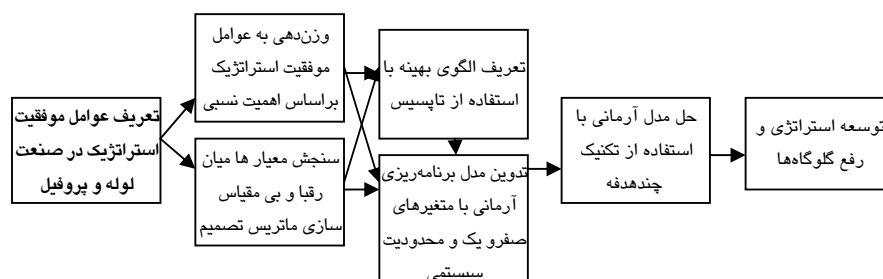 تعریف عوامل موفقیت
استراتژیک در صنعت
لوله و پروفیل
وزن‌دهی به عوامل
موفقیت استراتژیک
براساس اهمیت نسبی
سنجش معیار ها میان
رقبا و بی مقیاس
سازی ماتریس تصمیم
تعریف الگوی بهینه با
استفاده از تاپسیس
تدوین مدل برنامه‌ریزی
آرمانی با متغیرهای
صفرو یک و محدودیت
سیستمی
حل مدل آرمانی با
استفاده از تکنیک
چندهدفه
توسعه استراتژی و
رفع گلوگاه‌ها